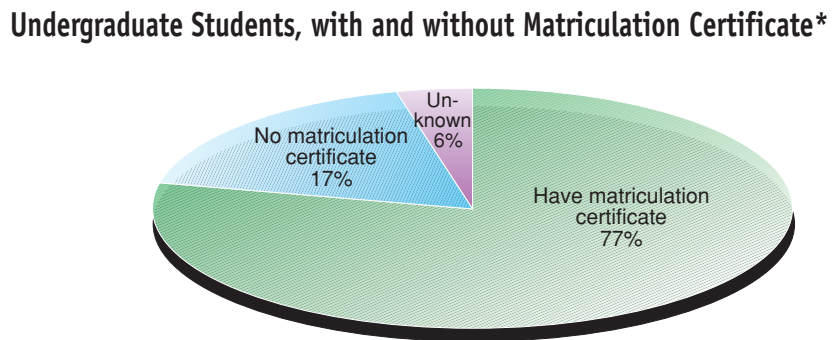 Undergraduate Students, with and without Matriculation Certificate*
Un-
known
6%
No matriculation
certificate
17%
Have matriculation
certificate
77%